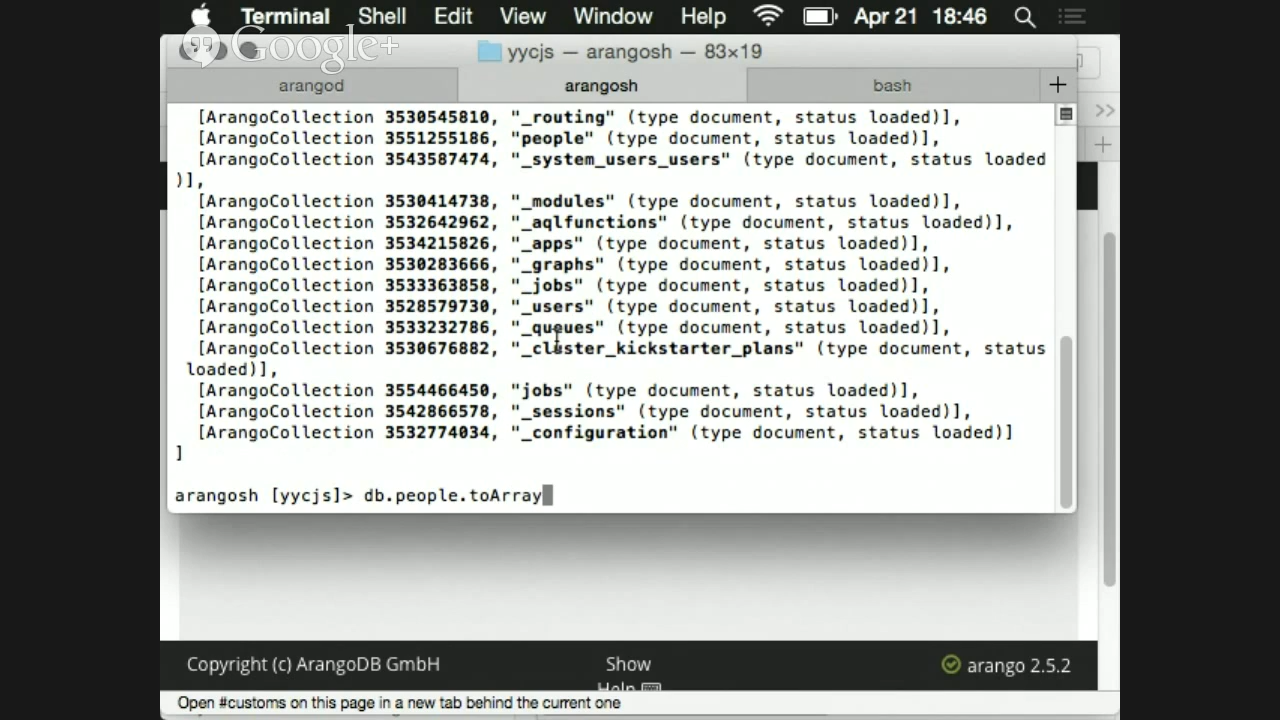 Terminal Shell Edit View Window Help Apr 21 18:46
Google+
yycjs — arangosh — 83×19
arangod arangosh bash +
[ArangoCollection 3530545810, "_routing" (type document, status loaded)],
[ArangoCollection 3551255186, "people" (type document, status loaded)],
[ArangoCollection 3543587474, "_system_users_users" (type document, status loaded
)],
[ArangoCollection 3530414738, "_modules" (type document, status loaded)],
[ArangoCollection 3532642962, "_aqlfunctions" (type document, status loaded)],
[ArangoCollection 3534215826, "_apps" (type document, status loaded)],
[ArangoCollection 3530283666, "_graphs" (type document, status loaded)],
[ArangoCollection 3533363858, "_jobs" (type document, status loaded)],
[ArangoCollection 3528579730, "_users" (type document, status loaded)],
[ArangoCollection 3533232786, "_queues" (type document, status loaded)],
[ArangoCollection 3530676882, "_cluster_kickstarter_plans" (type document, status
loaded)],
[ArangoCollection 3554466450, "jobs" (type document, status loaded)],
[ArangoCollection 3542866578, "_sessions" (type document, status loaded)],
[ArangoCollection 3532774034, "_configuration" (type document, status loaded)]
]
arangosh [yycjs]> db.people.toArray
Copyright (c) ArangoDB GmbH Show arango 2.5.2
Help
Open #customs on this page in a new tab behind the current one